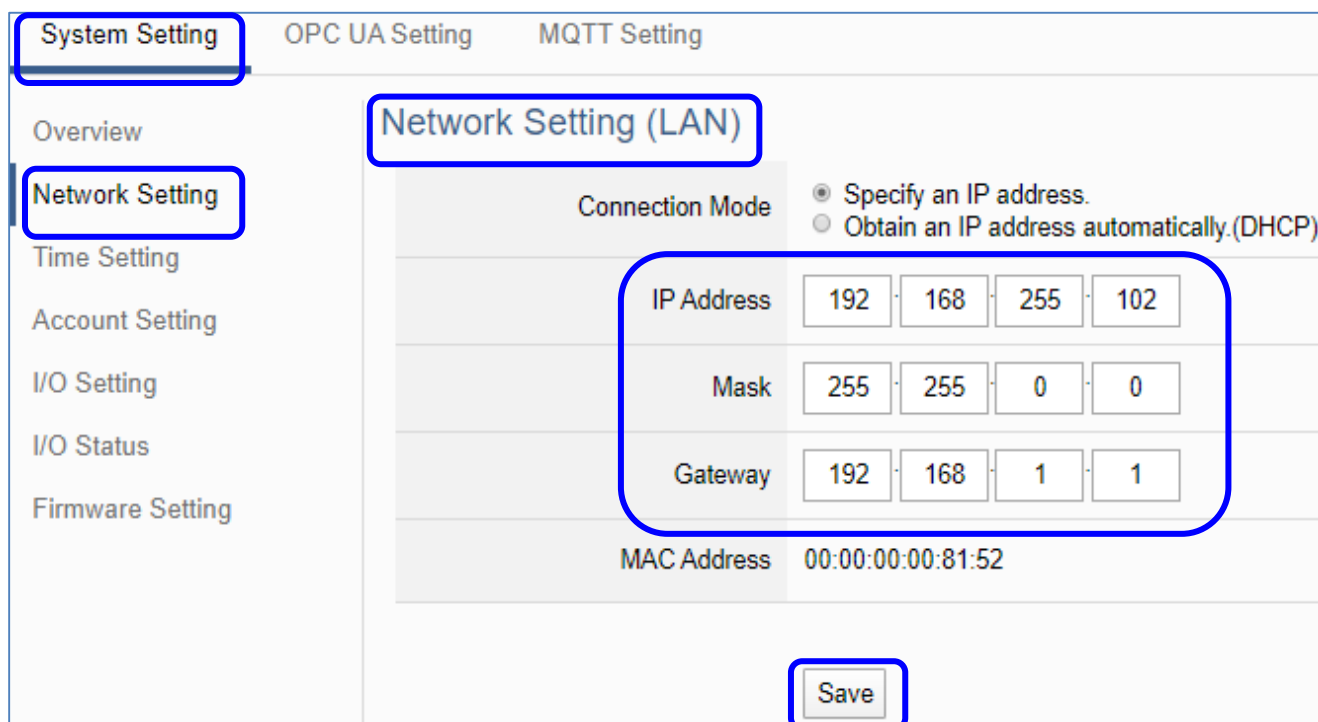 System Setting OPC UA Setting MQTT Setting
Overview
Network Setting
Time Setting
Account Setting
I/O Setting
I/O Status
Firmware Setting
Network Setting (LAN)
Connection Mode Specify an IP address.
Obtain an IP address automatically.(DHCP)
IP Address 192 . 168 . 255 . 102
Mask 255 . 255 . 0 . 0
Gateway 192 . 168 . 1 . 1
MAC Address 00:00:00:00:81:52
Save